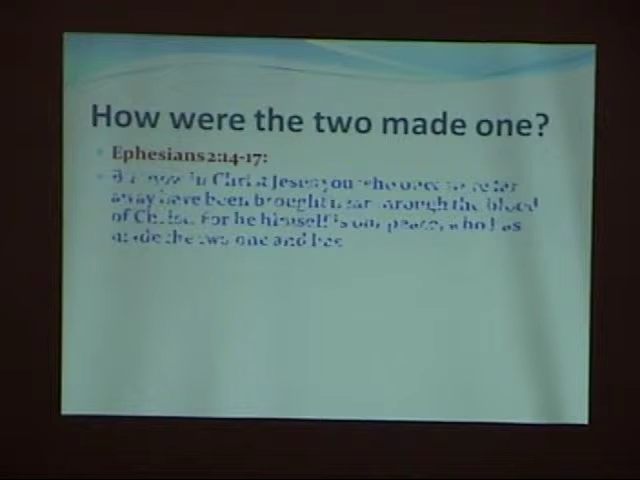 How were the two made one?
Ephesians 2:14-17:
in Christ Jesus you who once were far
away have been brought near through the blood
of Christ. For he himself is our peace, who has
made the two one and has